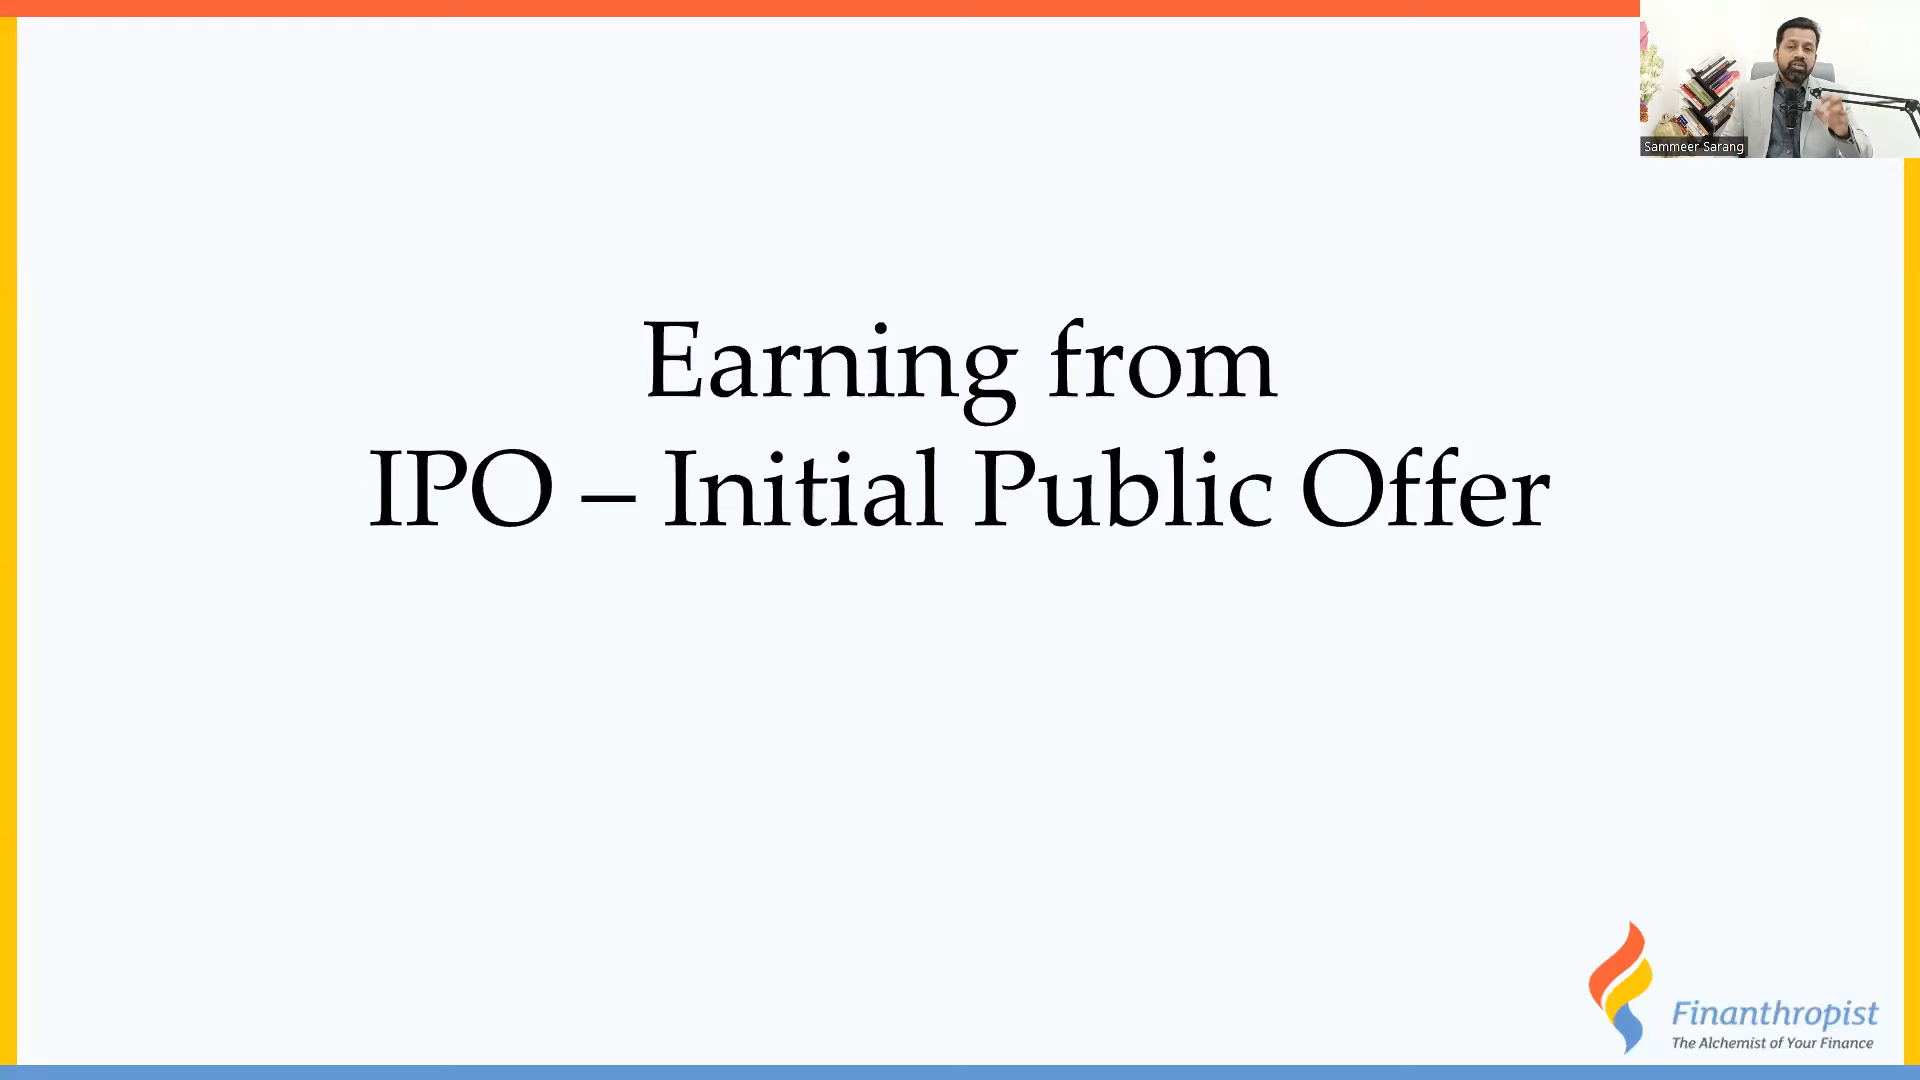 Sammeer Sarang
Earning from
IPO – Initial Public Offer
Finanthropist
The Alchemist of Your Finance